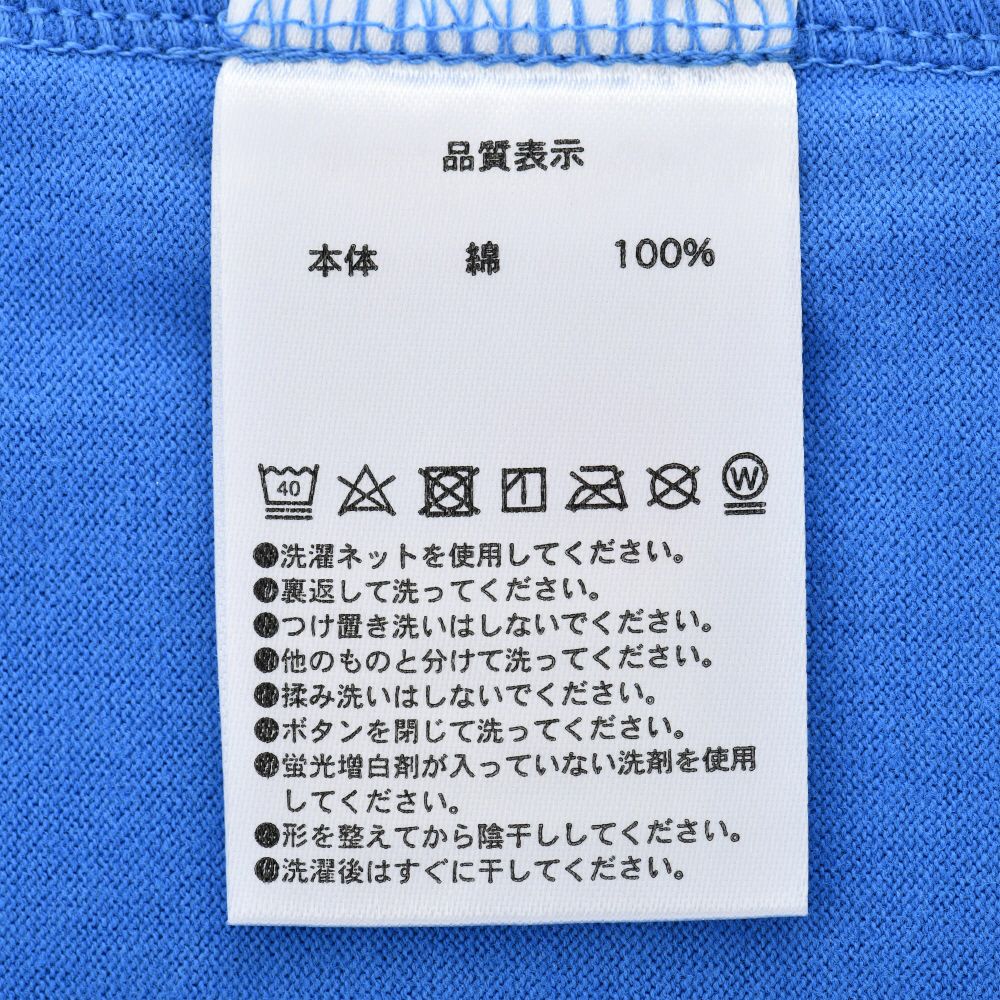 品質表示
本体 綿 100%
40 W
●洗濯ネットを使用してください。
●裏返して洗ってください。
●つけ置き洗いはしないでください。
●他のものと分けて洗ってください。
●揉み洗いはしないでください。
●ボタンを閉じて洗ってください。
●蛍光増白剤が入っていない洗剤を使用
してください。
●形を整えてから陰干ししてください。
●洗濯後はすぐに干してください。